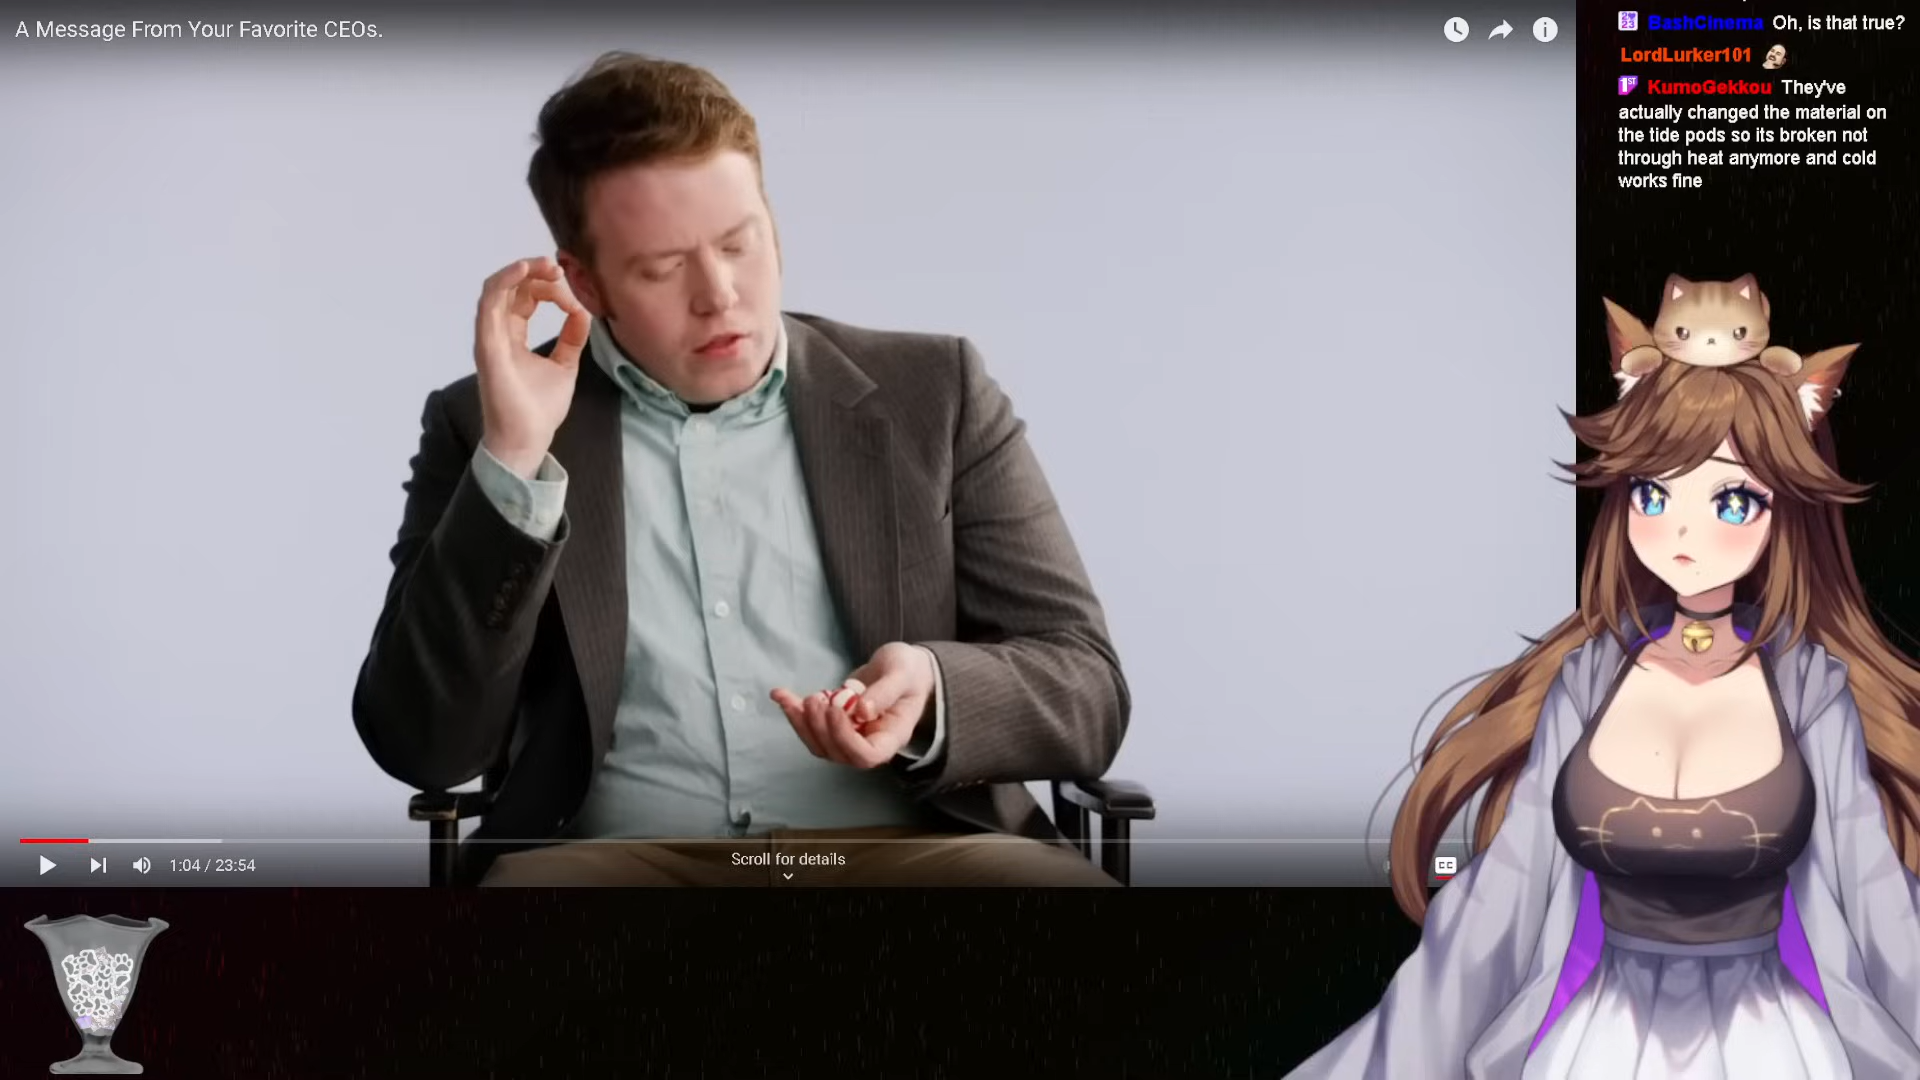 A Message From Your Favorite CEOs.
BashCinema Oh, is that true?
LordLurker101
1ST KumoGekkou They've
actually changed the material on
the tide pods so its broken not
through heat anymore and cold
works fine
1:04 / 23:54
Scroll for details
CC